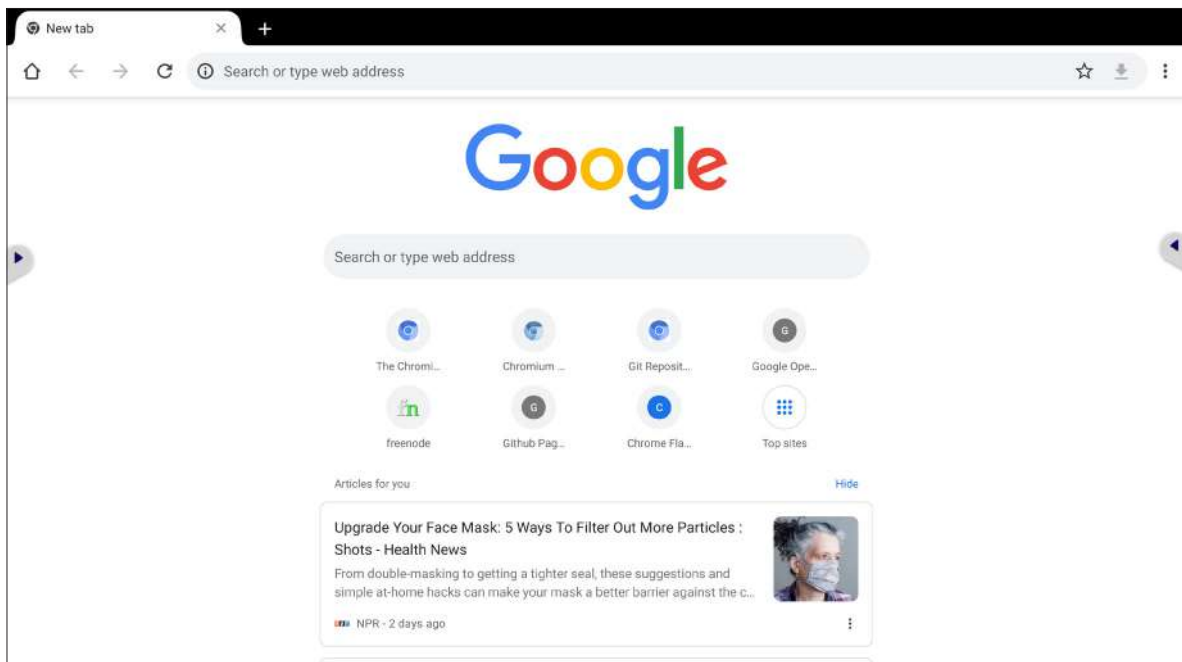 New tab
Search or type web address
Google
Search or type web address
The Chromi...
Chromium ...
Git Reposit...
Google Ope...
G
freenode
Github Pag...
Chrome Fla...
Top sites
fn
G
C
Articles for you
Hide
Upgrade Your Face Mask: 5 Ways To Filter Out More Particles :
Shots - Health News
From double-masking to getting a tighter seal, these suggestions and
simple at-home hacks can make your mask a better barrier against the c...
NPR - 2 days ago